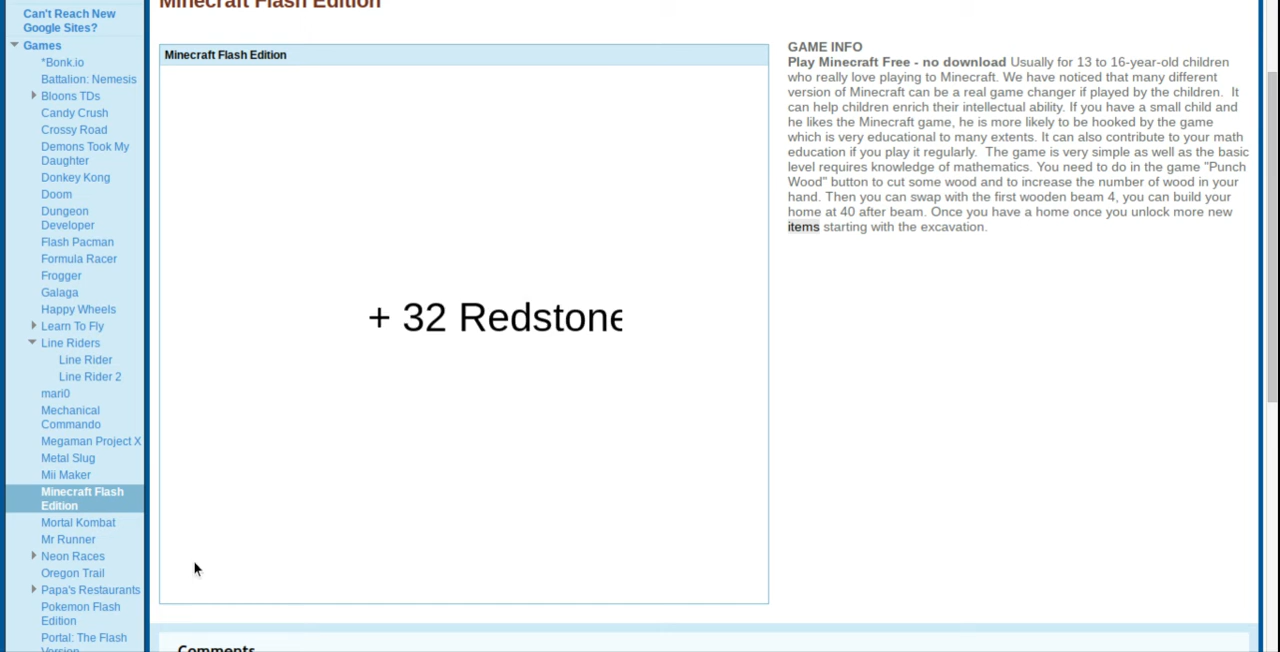 Can't Reach New
Google Sites?
Games
*Bonk.io
Battalion: Nemesis
Bloons TDs
Candy Crush
Crossy Road
Demons Took My
Daughter
Donkey Kong
Doom
Dungeon
Developer
Flash Pacman
Formula Racer
Frogger
Galaga
Happy Wheels
Learn To Fly
Line Riders
Line Rider
Line Rider 2
mari0
Mechanical
Commando
Megaman Project X
Metal Slug
Mii Maker
Minecraft Flash
Edition
Mortal Kombat
Mr Runner
Neon Races
Oregon Trail
Papa's Restaurants
Pokemon Flash
Edition
Portal: The Flash
Version
Minecraft Flash Edition
Minecraft Flash Edition
+ 32 Redstone
GAME INFO
Play Minecraft Free - no download Usually for 13 to 16-year-old children
who really love playing to Minecraft. We have noticed that many different
version of Minecraft can be a real game changer if played by the children.  It
can help children enrich their intellectual ability. If you have a small child and
he likes the Minecraft game, he is more likely to be hooked by the game
which is very educational to many extents. It can also contribute to your math
education if you play it regularly.  The game is very simple as well as the basic
level requires knowledge of mathematics. You need to do in the game "Punch
Wood" button to cut some wood and to increase the number of wood in your
hand. Then you can swap with the first wooden beam 4, you can build your
home at 40 after beam. Once you have a home once you unlock more new
items starting with the excavation.
Comments